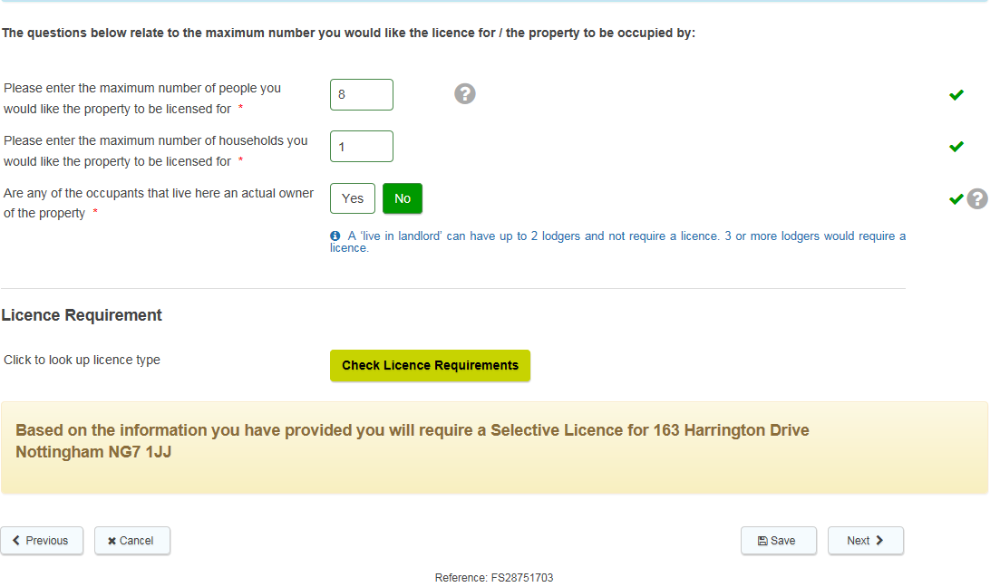 The questions below relate to the maximum number you would like the licence for / the property to be occupied by:
Please enter the maximum number of people you
would like the property to be licensed for *
8
?
Please enter the maximum number of households you
would like the property to be licensed for *
1
Are any of the occupants that live here an actual owner
of the property *
Yes
No
?
A ‘live in landlord’ can have up to 2 lodgers and not require a licence. 3 or more lodgers would require a
licence.
Licence Requirement
Click to look up licence type
Check Licence Requirements
Based on the information you have provided you will require a Selective Licence for 163 Harrington Drive
Nottingham NG7 1JJ
Previous
Cancel
Save
Next
Reference: FS28751703